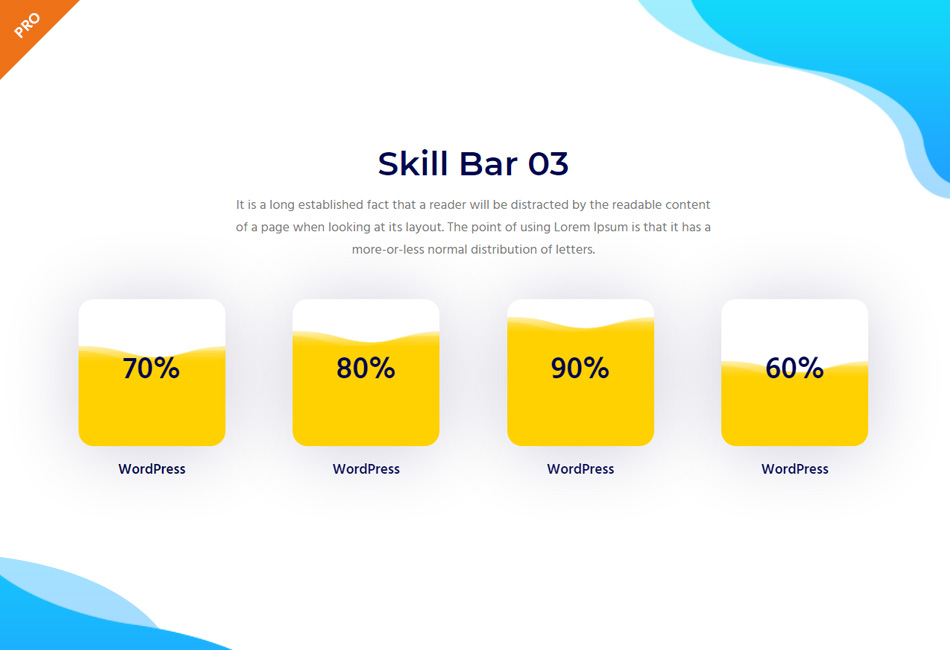 PRO
Skill Bar 03
It is a long established fact that a reader will be distracted by the readable content
of a page when looking at its layout. The point of using Lorem Ipsum is that it has a
more-or-less normal distribution of letters.
70%
80%
90%
60%
WordPress
WordPress
WordPress
WordPress